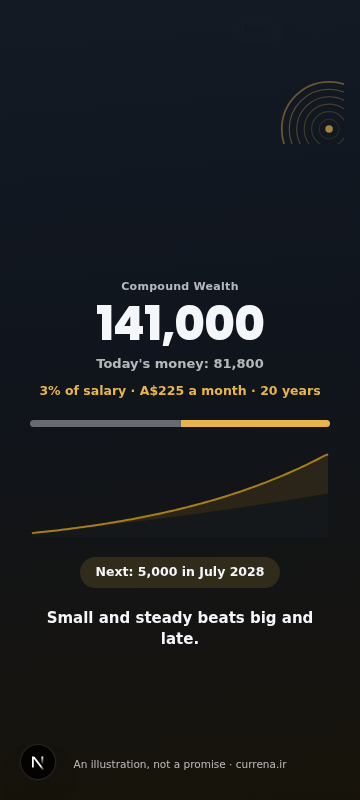 Compound Wealth
141,000
Today's money: 81,800
3% of salary · A$225 a month · 20 years
Next: 5,000 in July 2028
Small and steady beats big and
late.
N
An illustration, not a promise · currena.ir